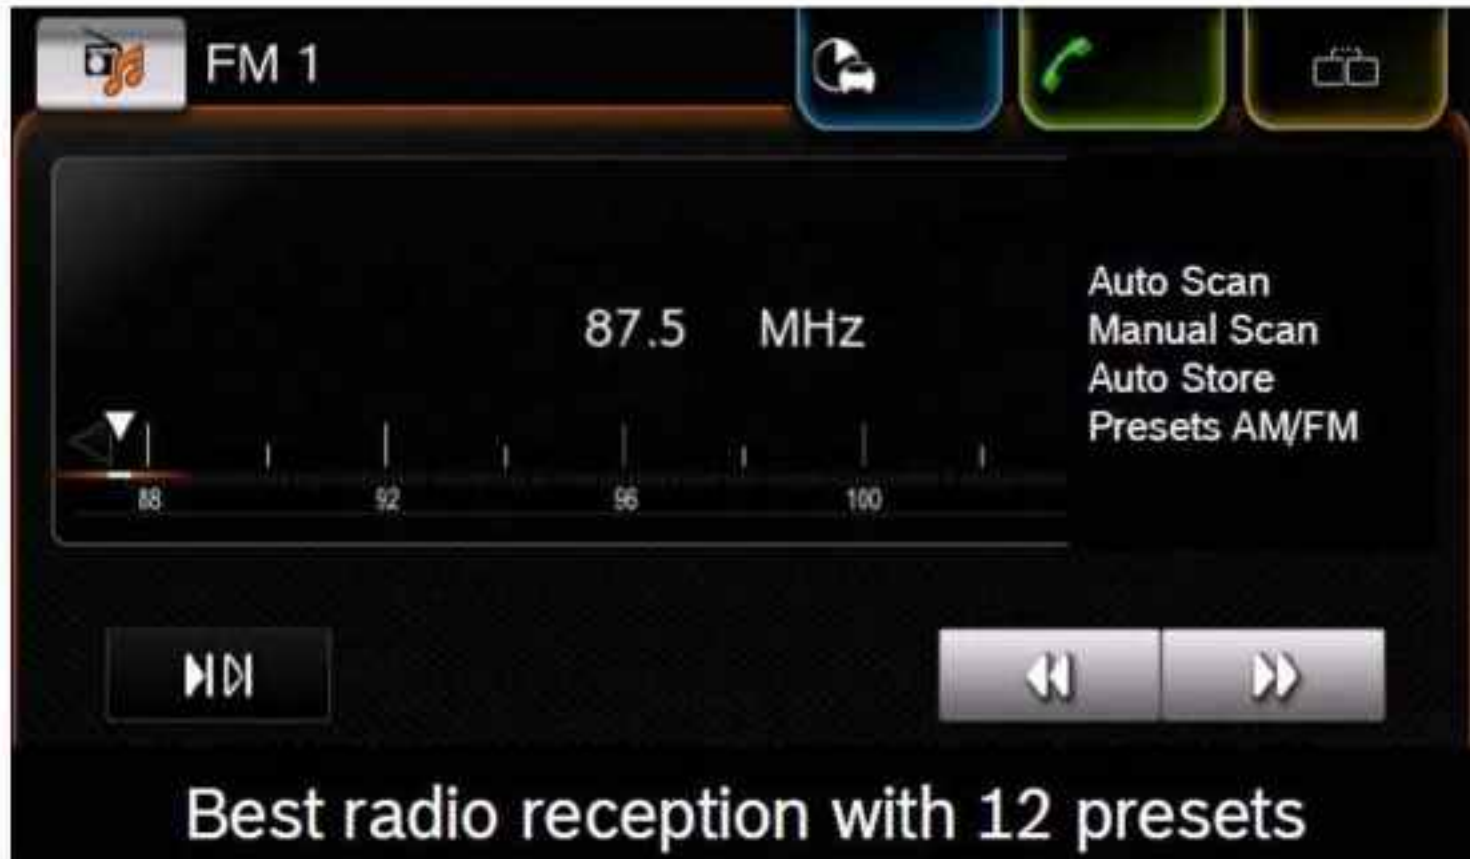 FM 1
87.5 MHz
Auto Scan
Manual Scan
Auto Store
Presets AM/FM
88 92 96 100
Best radio reception with 12 presets